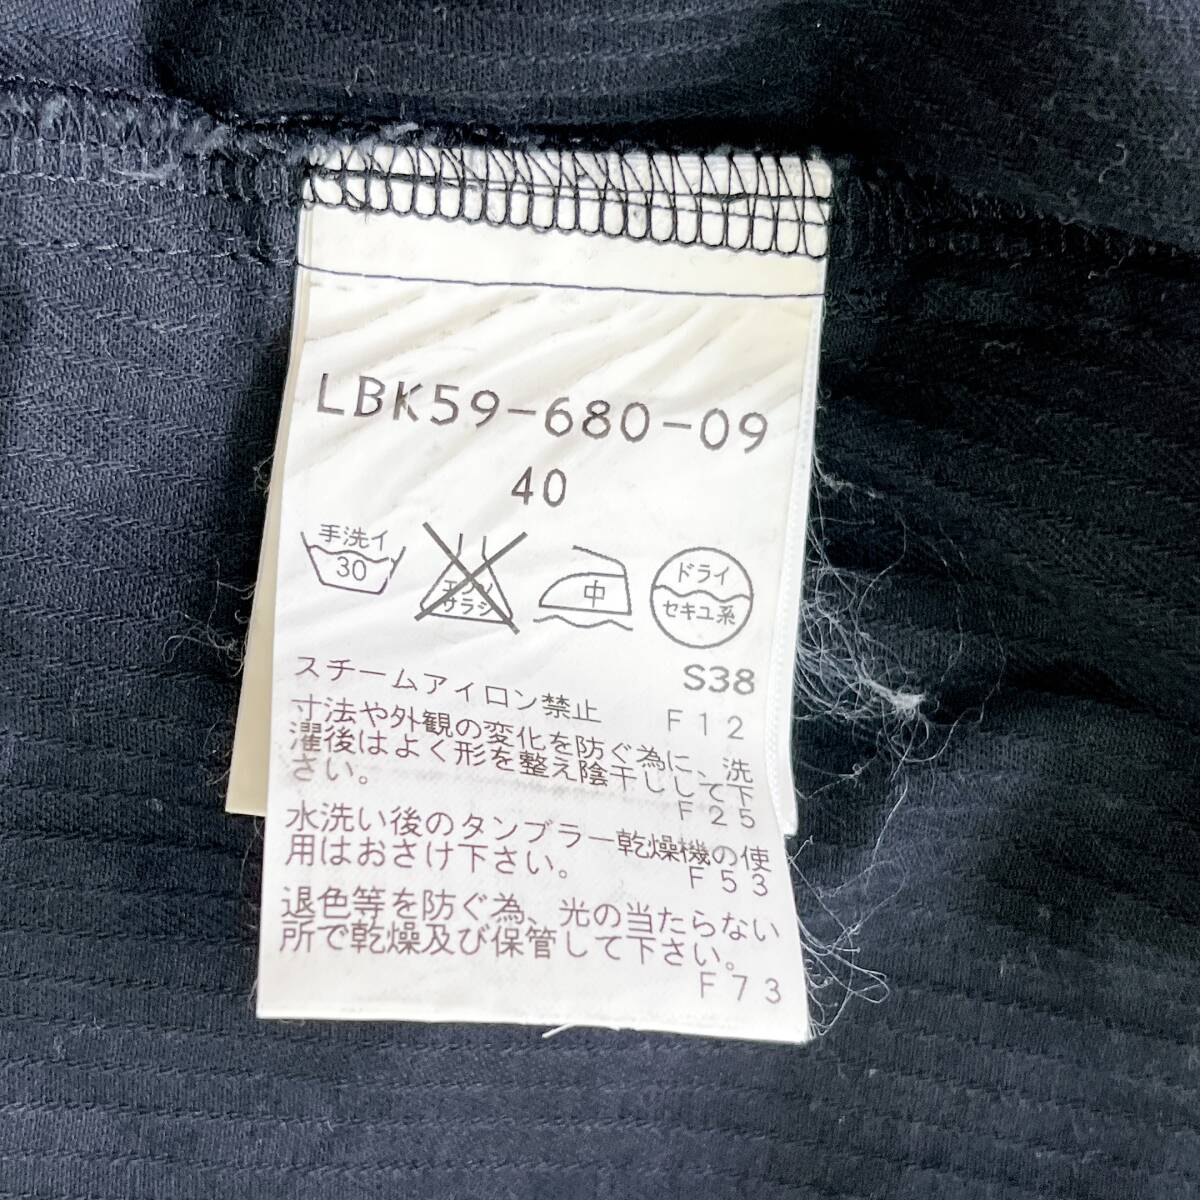 LBK59-680-09
40
手洗イ
30
エンソ
サラシ
中
ドライ
セキユ系
S38
スチームアイロン禁止
F12
寸法や外観の変化を防ぐ為に、洗
濯後はよく形を整え陰干しして下
さい。
F25
水洗い後のタンブラー乾燥機の使
用はおさけ下さい。
F53
退色等を防ぐ為、光の当たらない
所で乾燥及び保管して下さい。
F73